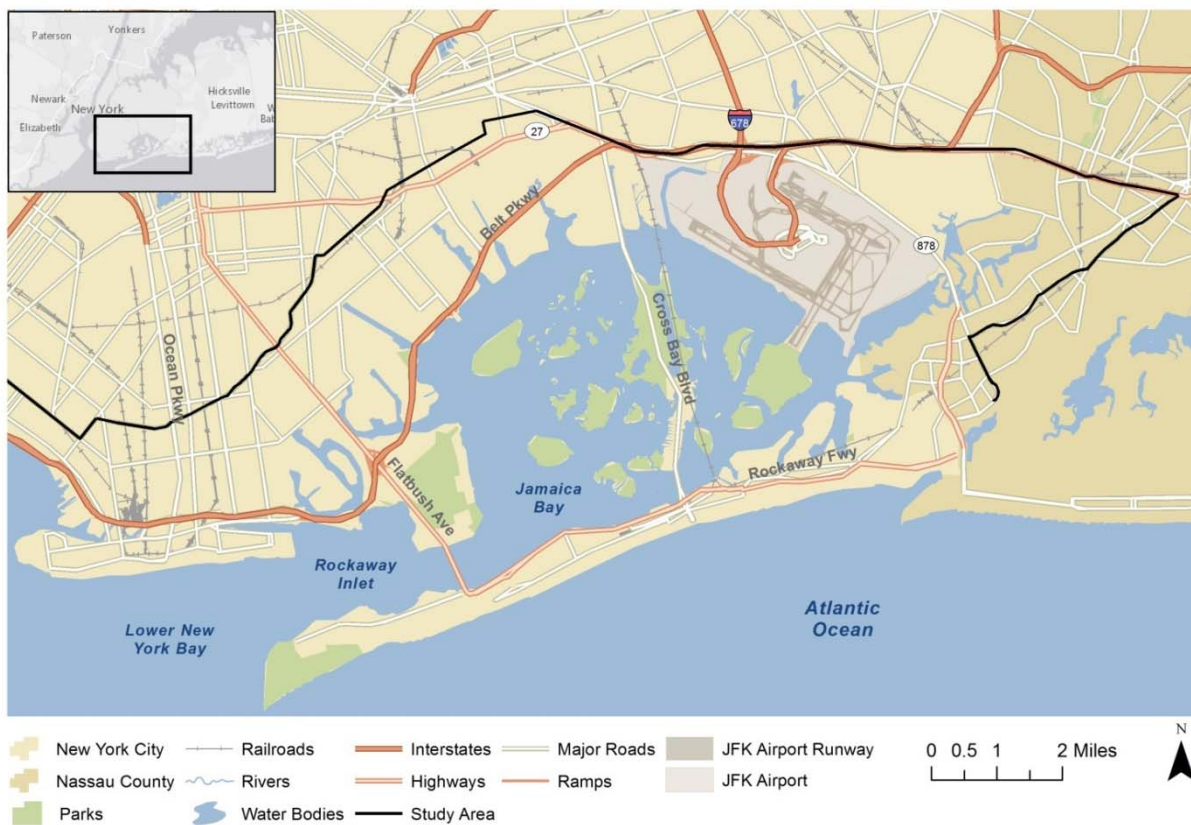 Paterson
Yonkers
Newark
New York
Hicksville
Levittown
W
Bab
Elizabeth
678
27
Belt Pkwy
878
Ocean Pkwy
Cross Bay Blvd
Flatbush Ave
Rockaway Fwy
Jamaica
Bay
Rockaway
Inlet
Lower New
York Bay
Atlantic
Ocean
New York City
Railroads
Interstates
Major Roads
JFK Airport Runway
Nassau County
Rivers
Highways
Ramps
JFK Airport
Parks
Water Bodies
Study Area
0 0.5 1 2 Miles
N